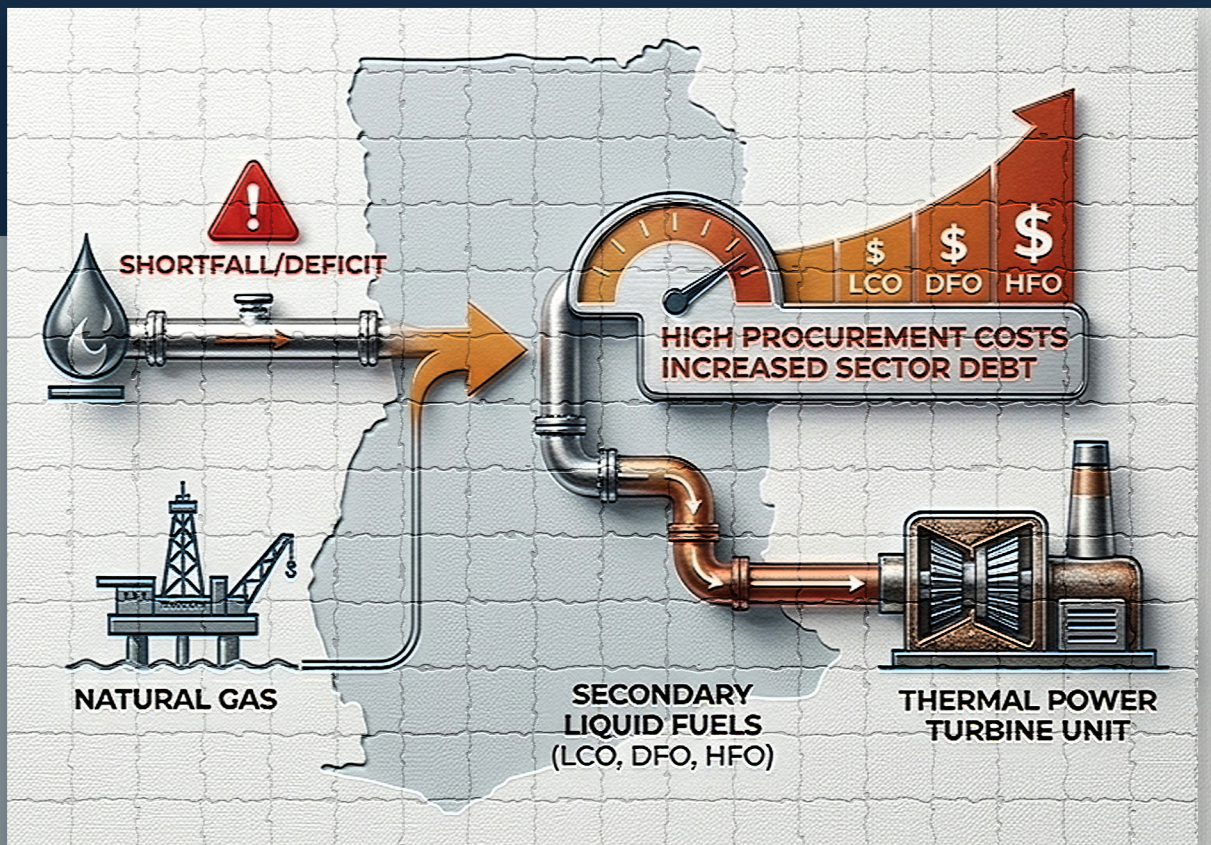 SHORTFALL/DEFICIT
$
$
$
LCO
DFO
HFO
HIGH PROCUREMENT COSTS
INCREASED SECTOR DEBT
NATURAL GAS
SECONDARY
LIQUID FUELS
(LCO, DFO, HFO)
THERMAL POWER
TURBINE UNIT